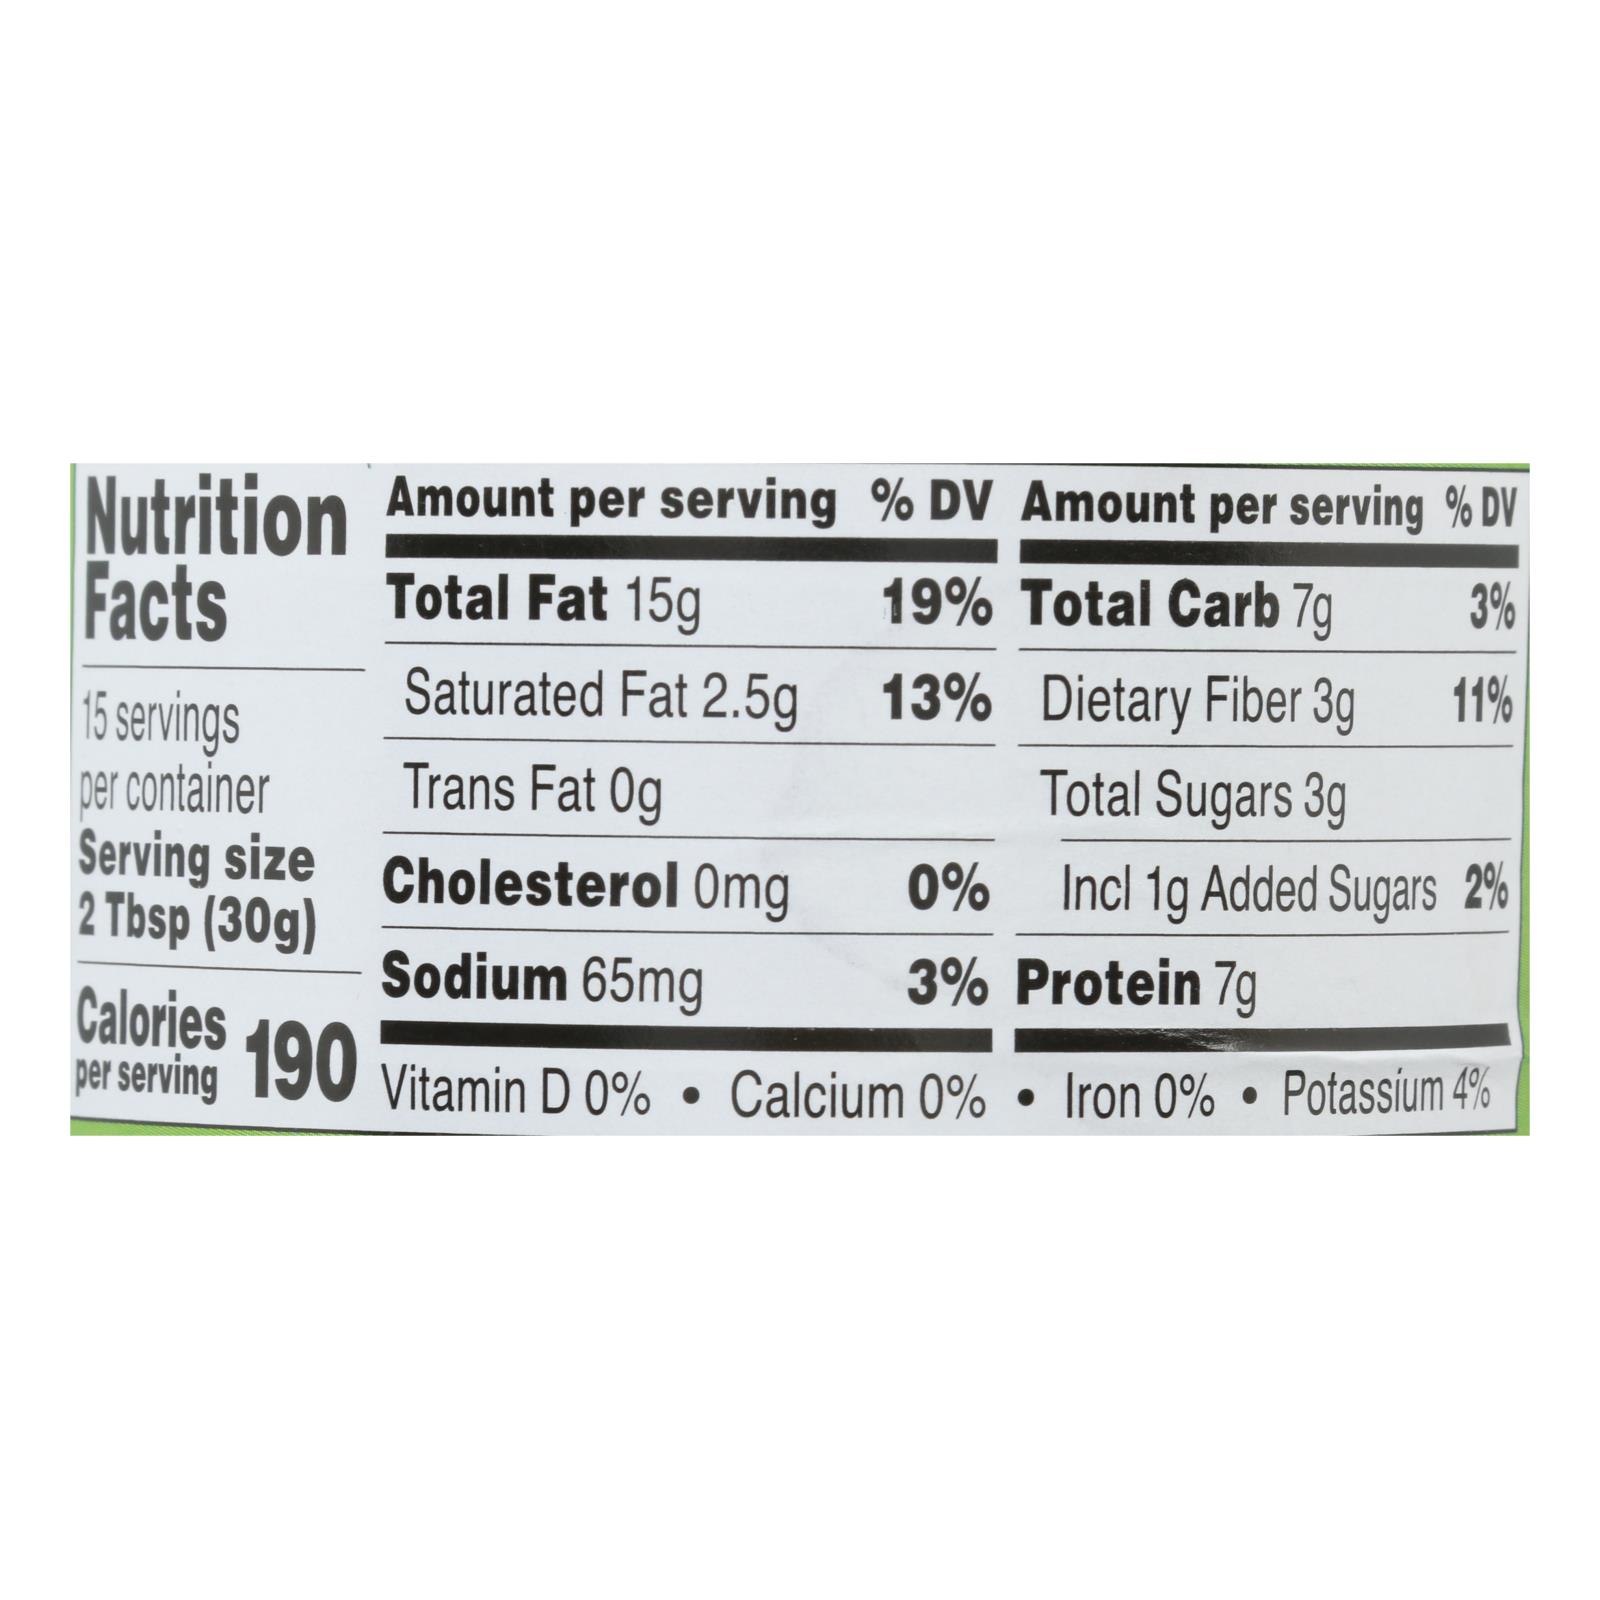 Nutrition
Facts
15 servings
per container
Serving size
2 Tbsp (30g)
Calories
per serving 190
Amount per serving % DV
Total Fat 15g 19%
Saturated Fat 2.5g 13%
Trans Fat 0g
Cholesterol 0mg 0%
Sodium 65mg 3%
Amount per serving % DV
Total Carb 7g 3%
Dietary Fiber 3g 11%
Total Sugars 3g
Incl 1g Added Sugars 2%
Protein 7g
Vitamin D 0% • Calcium 0% • Iron 0% • Potassium 4%